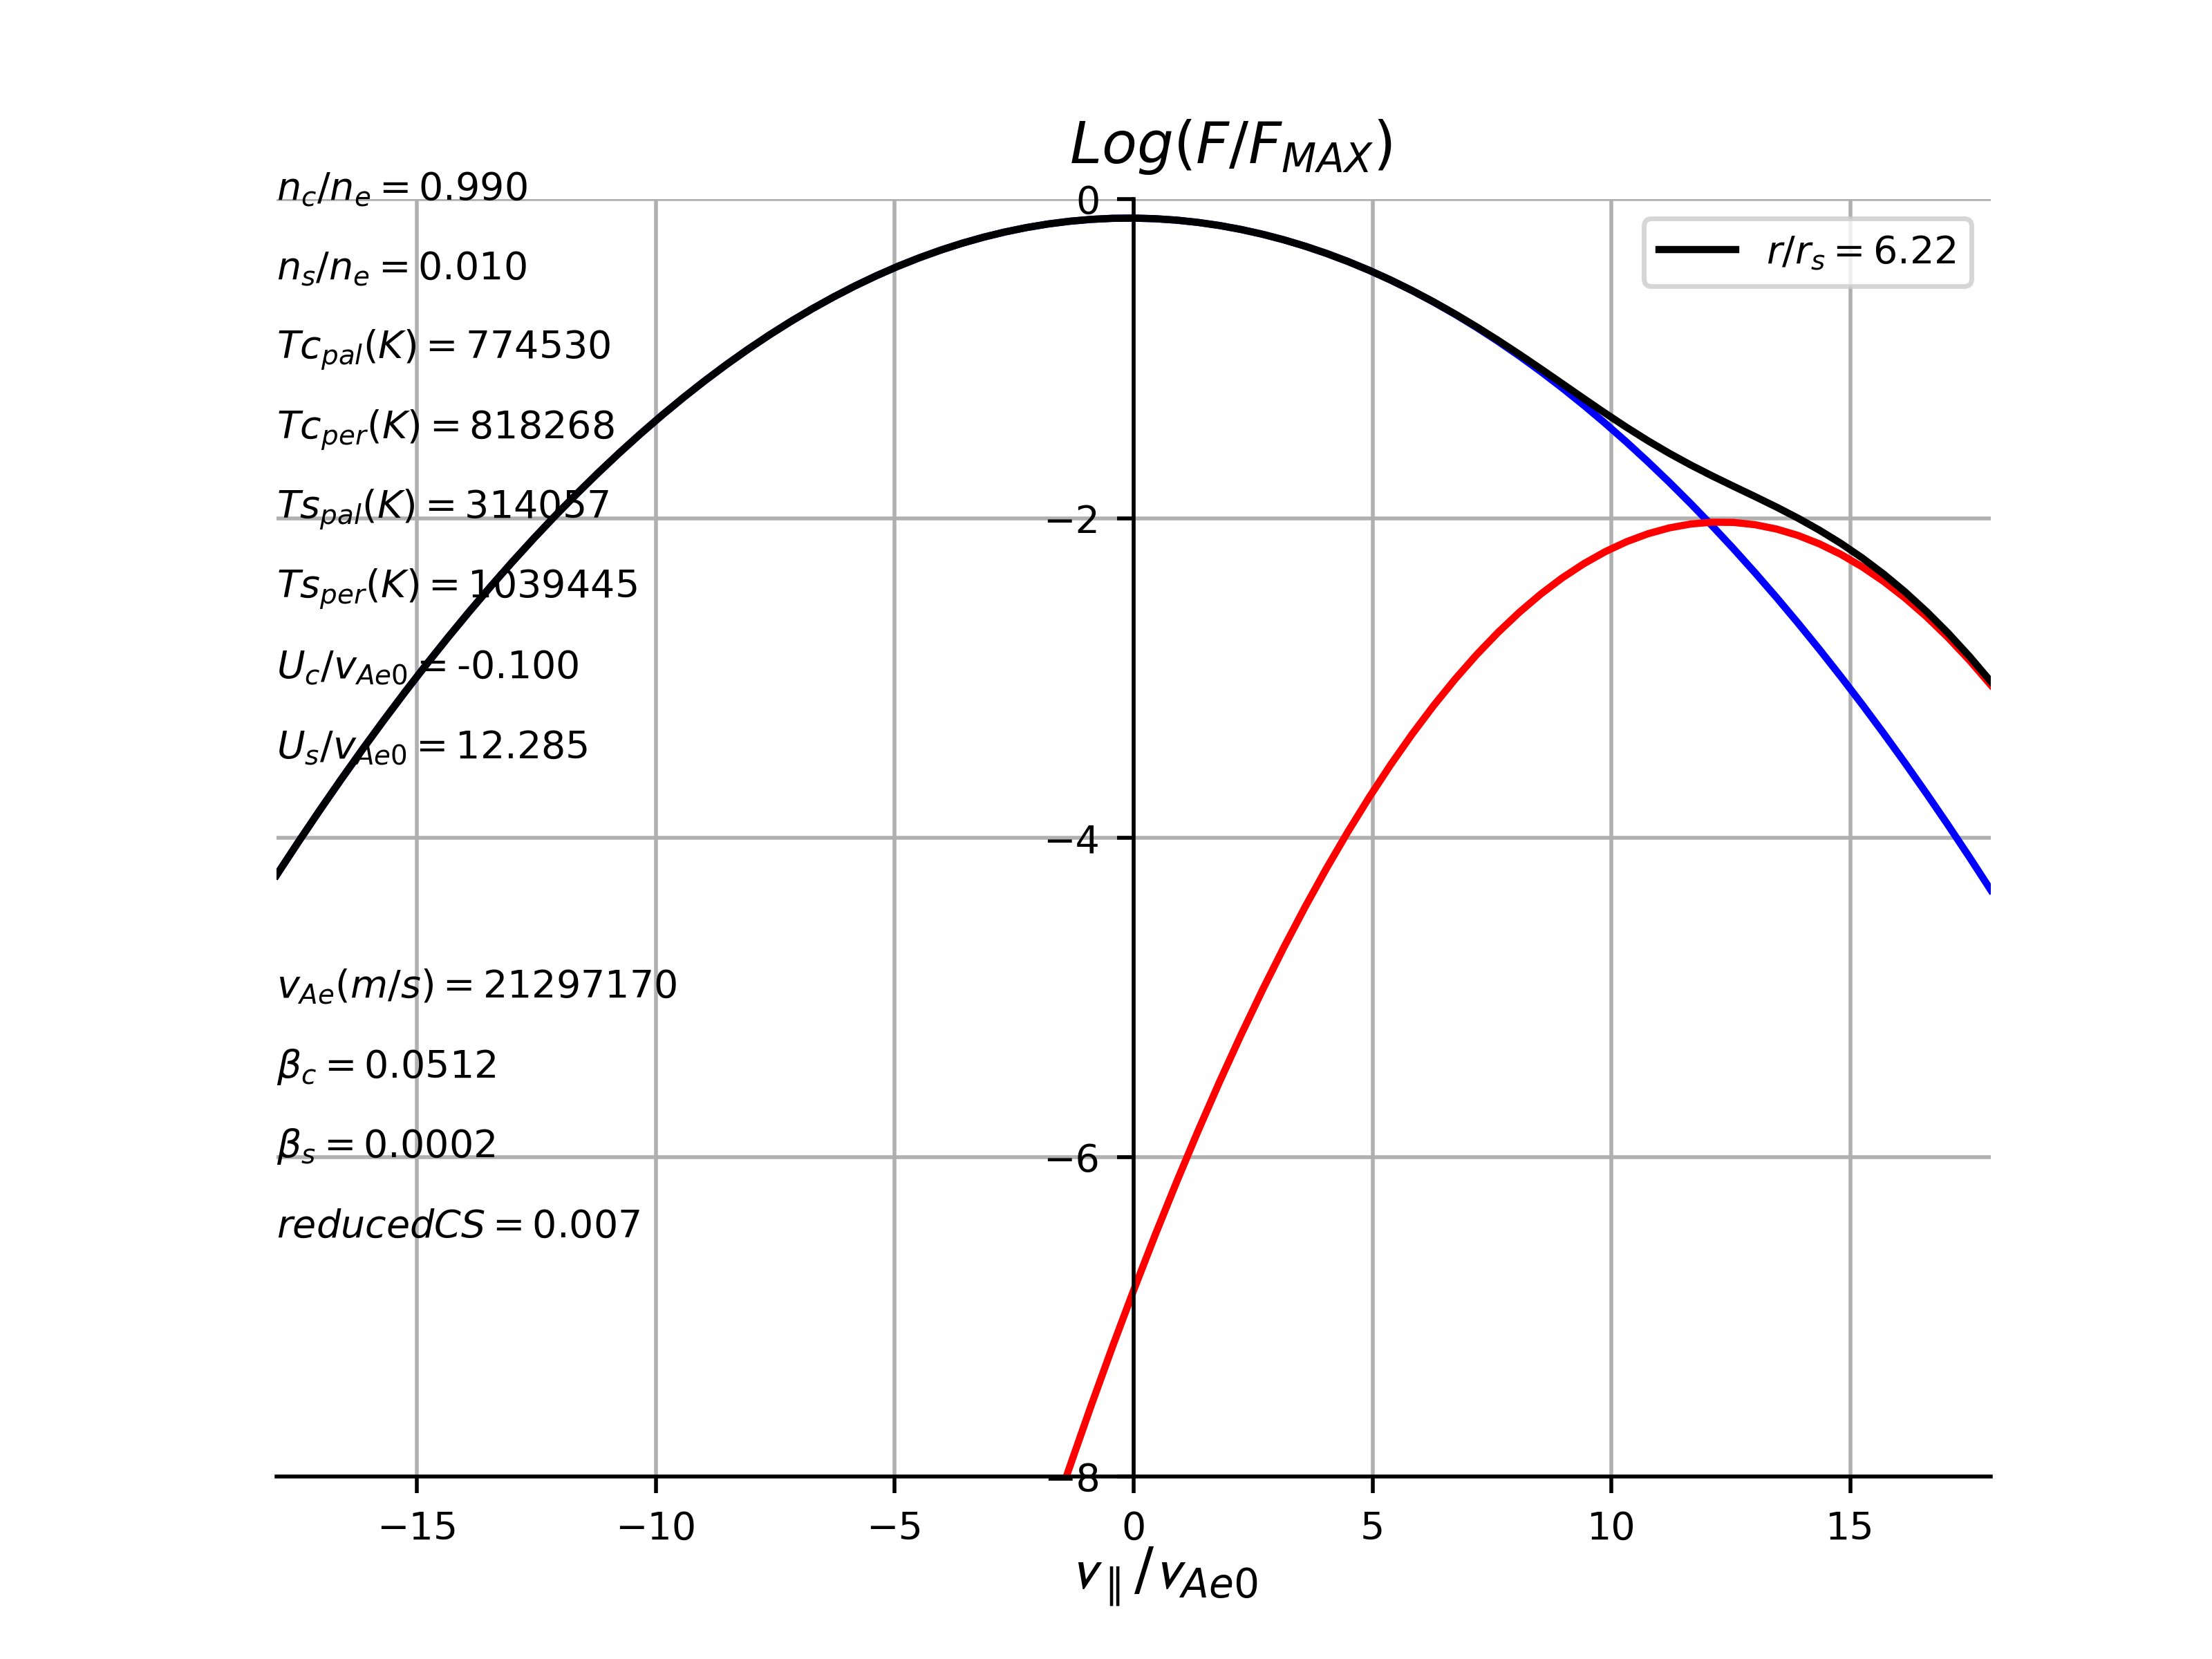 Log(F/F_MAX)
n_c/n_e = 0.990
n_s/n_e = 0.010
Tc_pal(K) = 774530
Tc_per(K) = 818268
Ts_pal(K) = 314057
Ts_per(K) = 1039445
U_c/v_Ae0 = -0.100
U_s/v_Ae0 = 12.285
v_Ae(m/s) = 21297170
β_c = 0.0512
β_s = 0.0002
reducedCS = 0.007
r/r_s = 6.22
0
−2
−4
−6
−8
−15 −10 −5 0 5 10 15
v_∥/v_Ae0